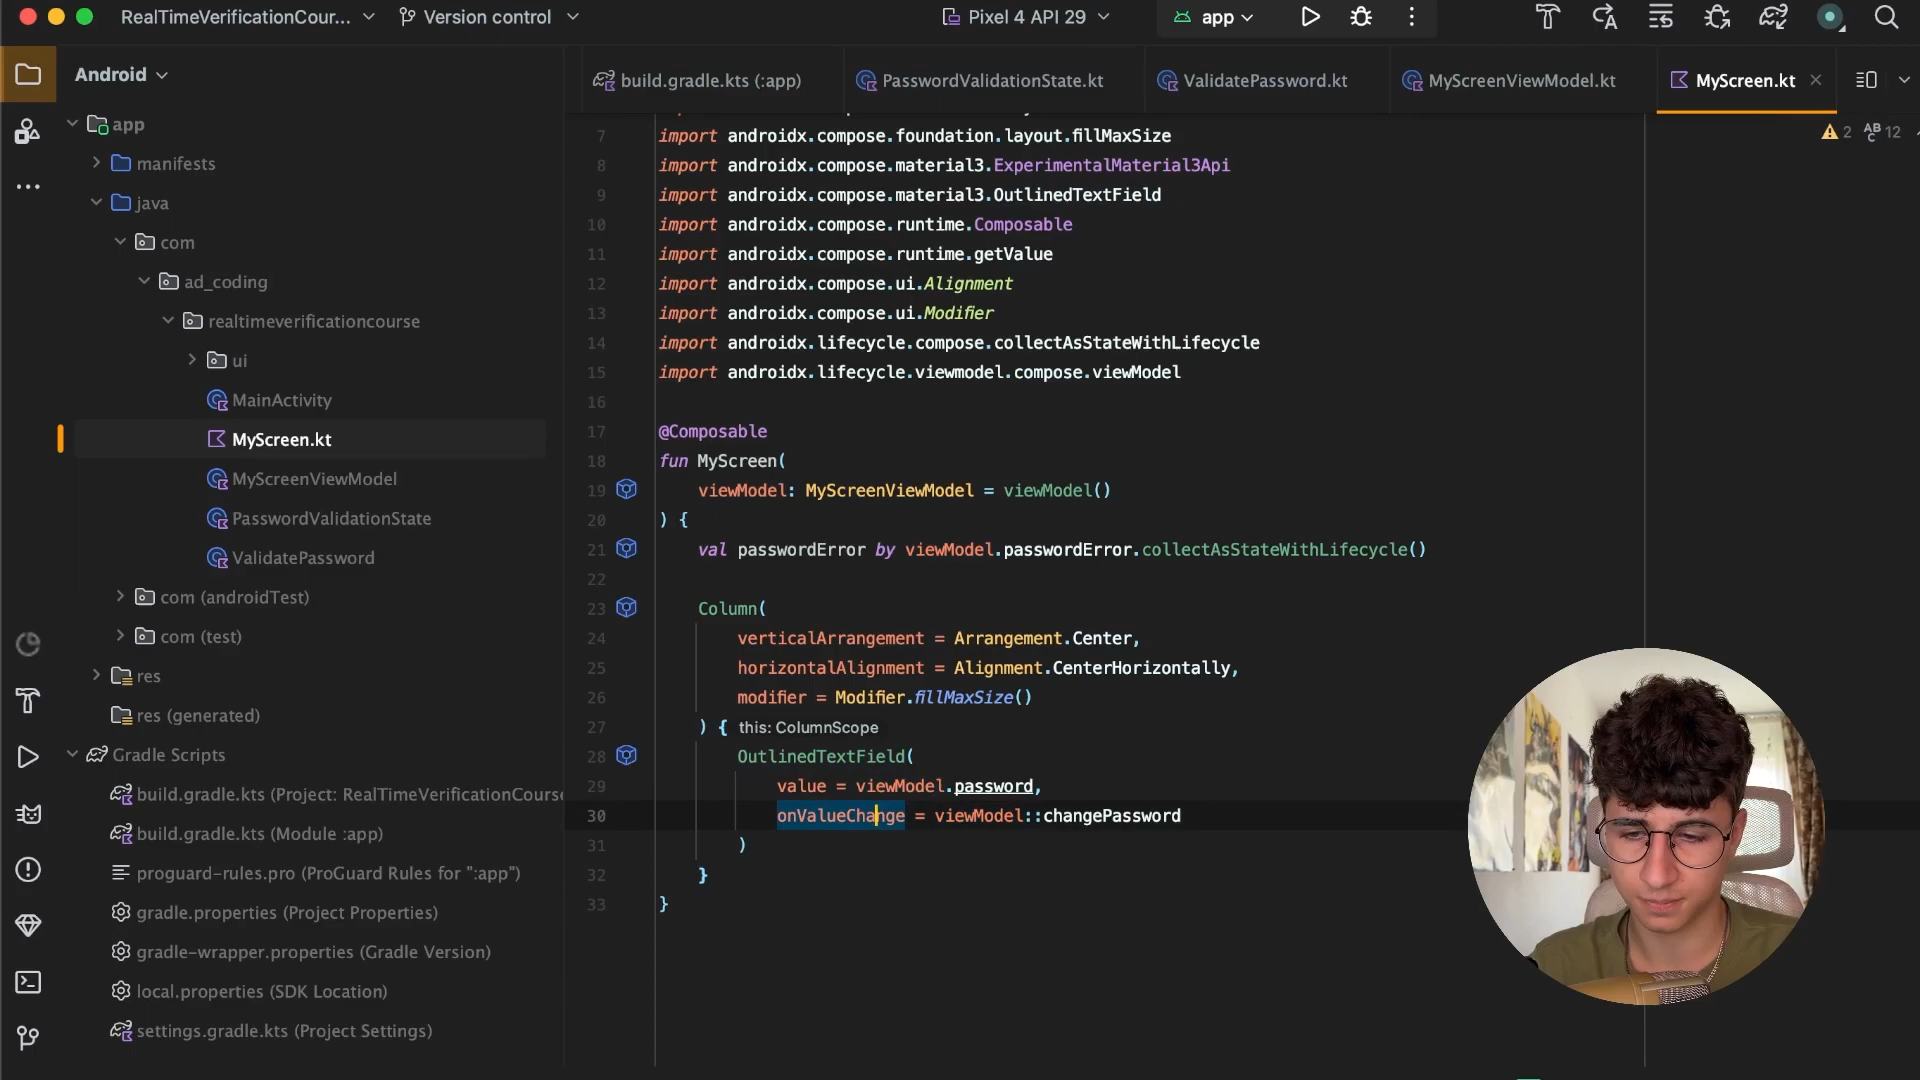 RealTimeVerificationCour...
Version control
Pixel 4 API 29
app
Android
build.gradle.kts (:app)
PasswordValidationState.kt
ValidatePassword.kt
MyScreenViewModel.kt
MyScreen.kt
app
manifests
java
com
ad_coding
realtimeverificationcourse
ui
MainActivity
MyScreen.kt
MyScreenViewModel
PasswordValidationState
ValidatePassword
com (androidTest)
com (test)
res
res (generated)
Gradle Scripts
build.gradle.kts (Project: RealTimeVerificationCourse
build.gradle.kts (Module :app)
proguard-rules.pro (ProGuard Rules for ":app")
gradle.properties (Project Properties)
gradle-wrapper.properties (Gradle Version)
local.properties (SDK Location)
settings.gradle.kts (Project Settings)
2 12
7 import androidx.compose.foundation.layout.fillMaxSize
8 import androidx.compose.material3.ExperimentalMaterial3Api
9 import androidx.compose.material3.OutlinedTextField
10 import androidx.compose.runtime.Composable
11 import androidx.compose.runtime.getValue
12 import androidx.compose.ui.Alignment
13 import androidx.compose.ui.Modifier
14 import androidx.lifecycle.compose.collectAsStateWithLifecycle
15 import androidx.lifecycle.viewmodel.compose.viewModel
16
17 @Composable
18 fun MyScreen(
19 viewModel: MyScreenViewModel = viewModel()
20 ) {
21 val passwordError by viewModel.passwordError.collectAsStateWithLifecycle()
22
23 Column(
24 verticalArrangement = Arrangement.Center,
25 horizontalAlignment = Alignment.CenterHorizontally,
26 modifier = Modifier.fillMaxSize()
27 ) { this: ColumnScope
28 OutlinedTextField(
29 value = viewModel.password,
30 onValueChange = viewModel::changePassword
31 )
32 }
33 }